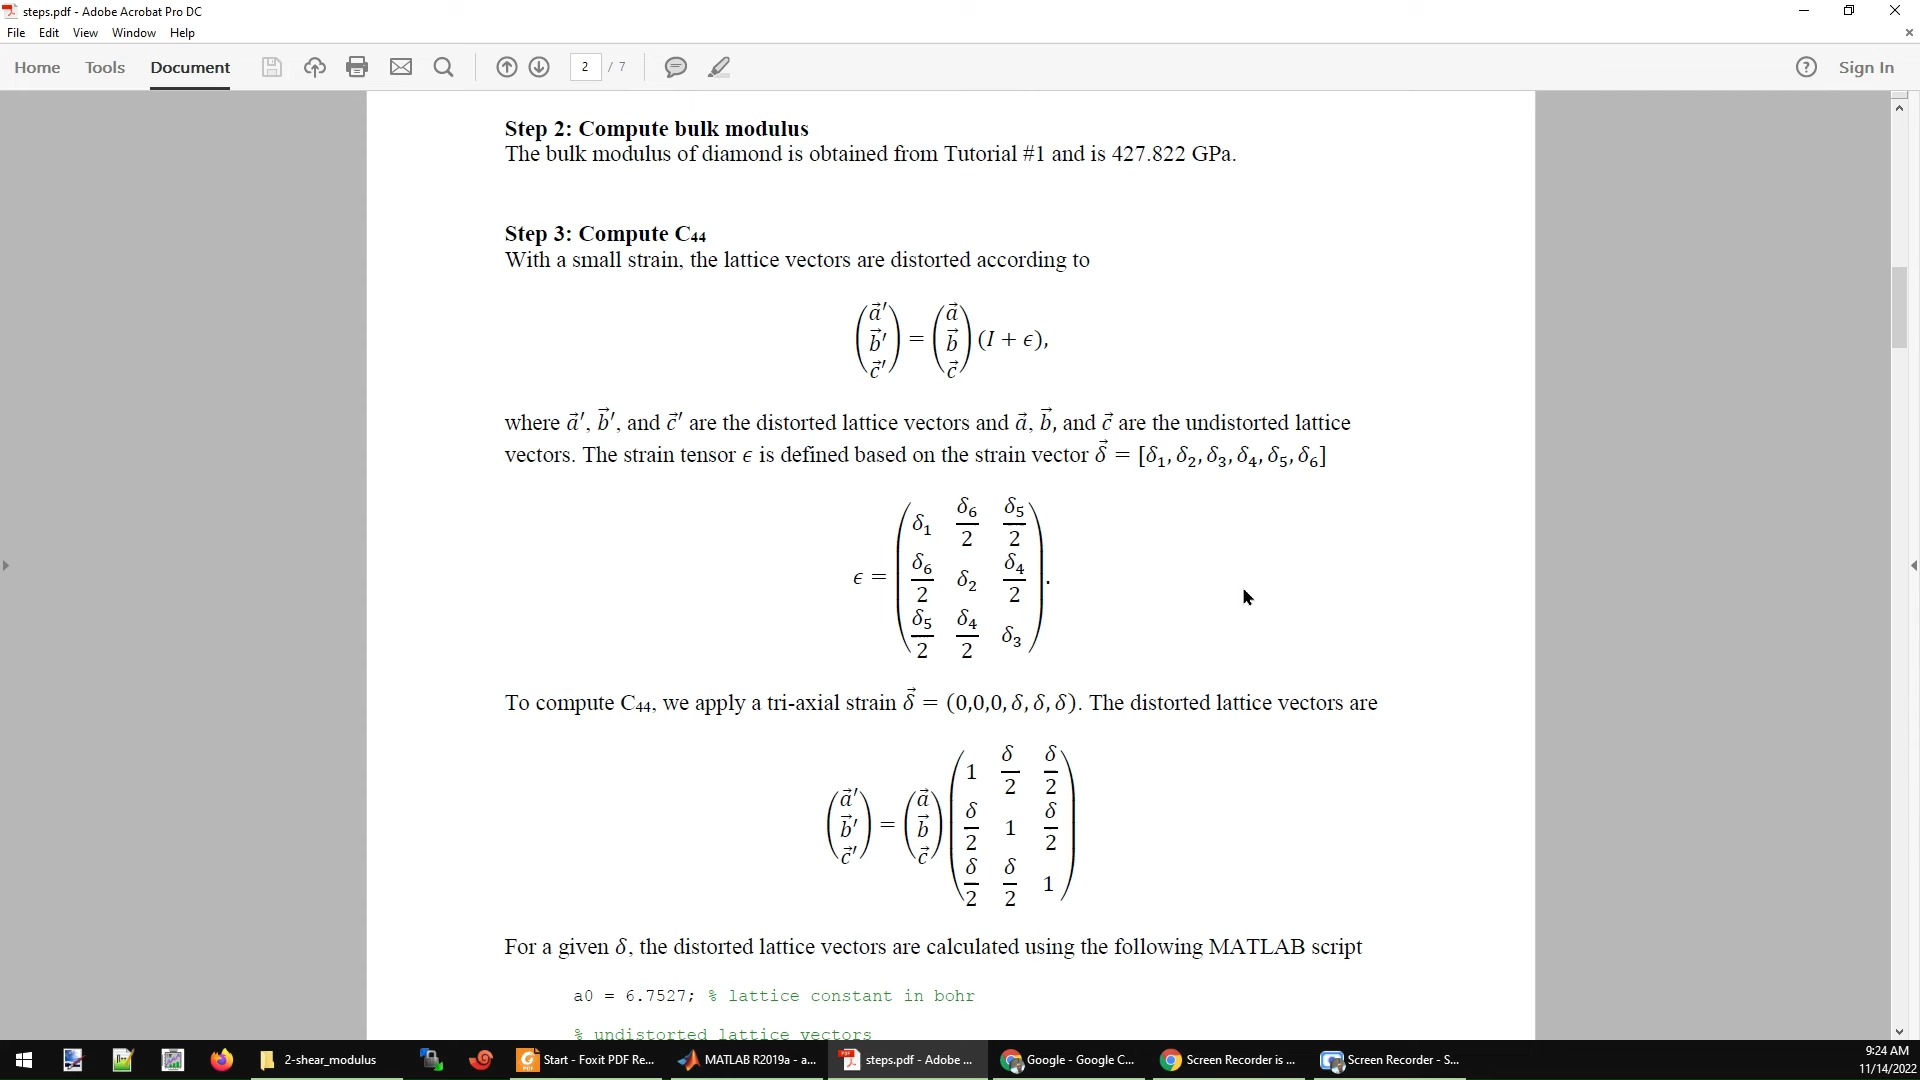 steps.pdf - Adobe Acrobat Pro DC
File Edit View Window Help
Home Tools Document 2 / 7 Sign In
Step 2: Compute bulk modulus
The bulk modulus of diamond is obtained from Tutorial #1 and is 427.822 GPa.
Step 3: Compute C₄₄
With a small strain, the lattice vectors are distorted according to
(a⃗′ b⃗′ c⃗′) = (a⃗ b⃗ c⃗) (I + ϵ),
where a⃗′, b⃗′, and c⃗′ are the distorted lattice vectors and a⃗, b⃗, and c⃗ are the undistorted lattice
vectors. The strain tensor ϵ is defined based on the strain vector δ⃗ = [δ₁, δ₂, δ₃, δ₄, δ₅, δ₆]
ϵ = (δ₁ δ₆/2 δ₅/2
δ₆/2 δ₂ δ₄/2
δ₅/2 δ₄/2 δ₃).
To compute C₄₄, we apply a tri-axial strain δ⃗ = (0,0,0, δ, δ, δ). The distorted lattice vectors are
(a⃗′ b⃗′ c⃗′) = (a⃗ b⃗ c⃗) (1 δ/2 δ/2
δ/2 1 δ/2
δ/2 δ/2 1)
For a given δ, the distorted lattice vectors are calculated using the following MATLAB script
a0 = 6.7527; % lattice constant in bohr
% undistorted lattice vectors
2-shear_modulus Start - Foxit PDF Re... MATLAB R2019a - a... steps.pdf - Adobe ... Google - Google C... Screen Recorder is ... Screen Recorder - S...
9:24 AM
11/14/2022